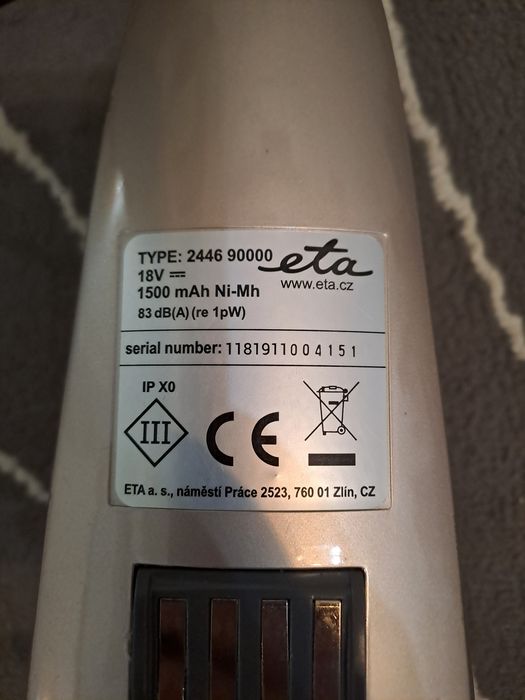 TYPE: 2446 90000
eta
18V
www.eta.cz
1500 mAh Ni-Mh
83 dB(A) (re 1pW)
serial number: 1181911004151
IP X0
III
CE
ETA a. s., náměstí Práce 2523, 760 01 Zlín, CZ